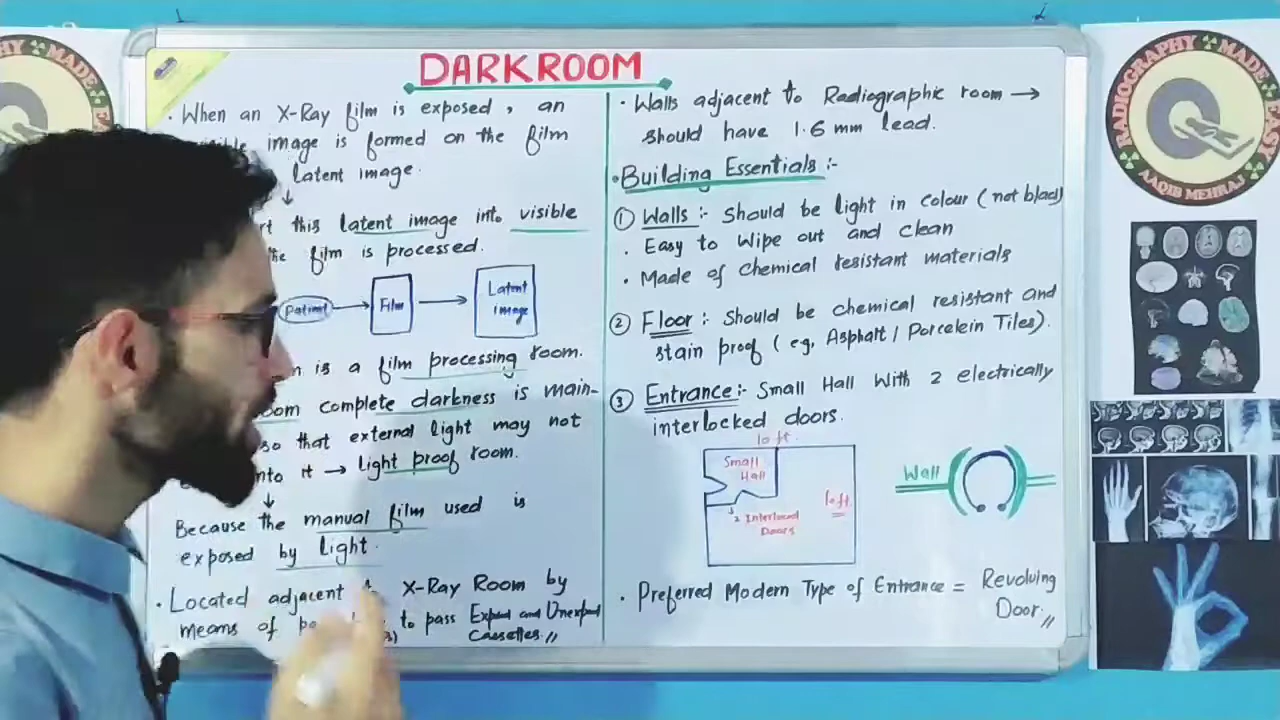 DARKROOM
When an X-Ray film is exposed, an
image is formed on the film
latent image.
this latent image into visible
film is processed.
Patient
Film
Latent
image
is a film processing room.
complete darkness is main-
so that external light may not
into it → Light proof room.
Because the manual film used is
exposed by Light.
Located adjacent X-Ray Room by
means of to pass Exposed and Unexposed
Cassettes
Walls adjacent to Radiographic room →
should have 1.6 mm lead.
Building Essentials :-
① Walls :- Should be light in colour (not black)
Easy to Wipe out and clean
Made of chemical resistant materials
② Floor :- Should be chemical resistant and
stain proof (eg, Asphalt / Porcelein Tiles).
③ Entrance:- Small Hall With 2 electrically
interlocked doors.
10 ft.
Small
Hall
10ft.
2 Interlocked
Doors
Wall
Preferred Modern Type of Entrance = Revolving
Door
RADIOGRAPHY MADE EASY
AAQIB MEHRAJ